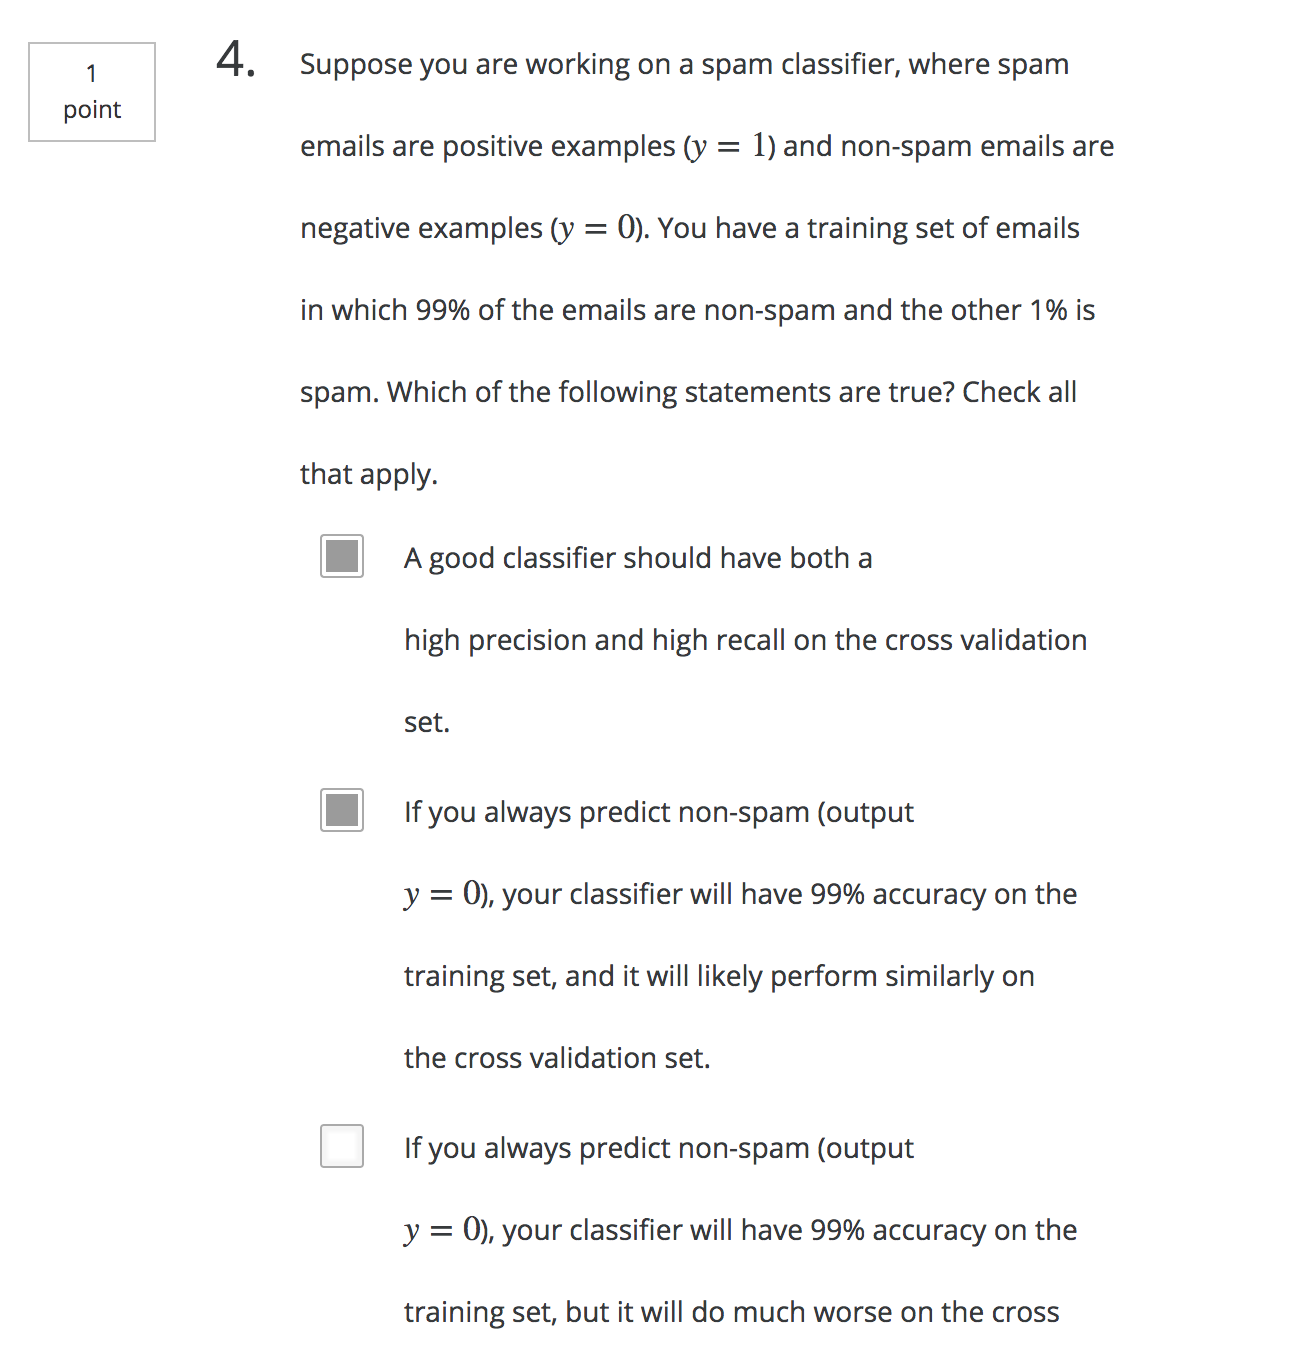 1
point
4.
Suppose you are working on a spam classifier, where spam
emails are positive examples (y = 1) and non-spam emails are
negative examples (y = 0). You have a training set of emails
in which 99% of the emails are non-spam and the other 1% is
spam. Which of the following statements are true? Check all
that apply.
A good classifier should have both a
high precision and high recall on the cross validation
set.
If you always predict non-spam (output
y = 0), your classifier will have 99% accuracy on the
training set, and it will likely perform similarly on
the cross validation set.
If you always predict non-spam (output
y = 0), your classifier will have 99% accuracy on the
training set, but it will do much worse on the cross